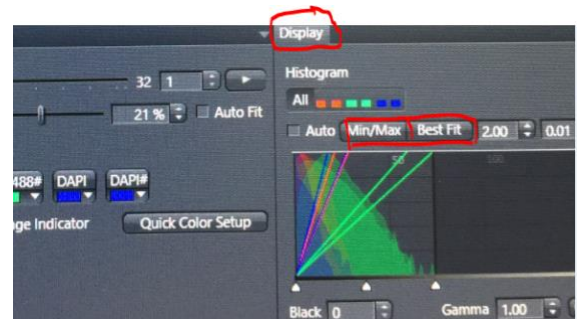 Display
32 1
Histogram
All
21 % Auto Fit
Auto Min/Max Best Fit 2.00 0.01
488# DAPI DAPI#
ge Indicator Quick Color Setup
Black 0 Gamma 1.00